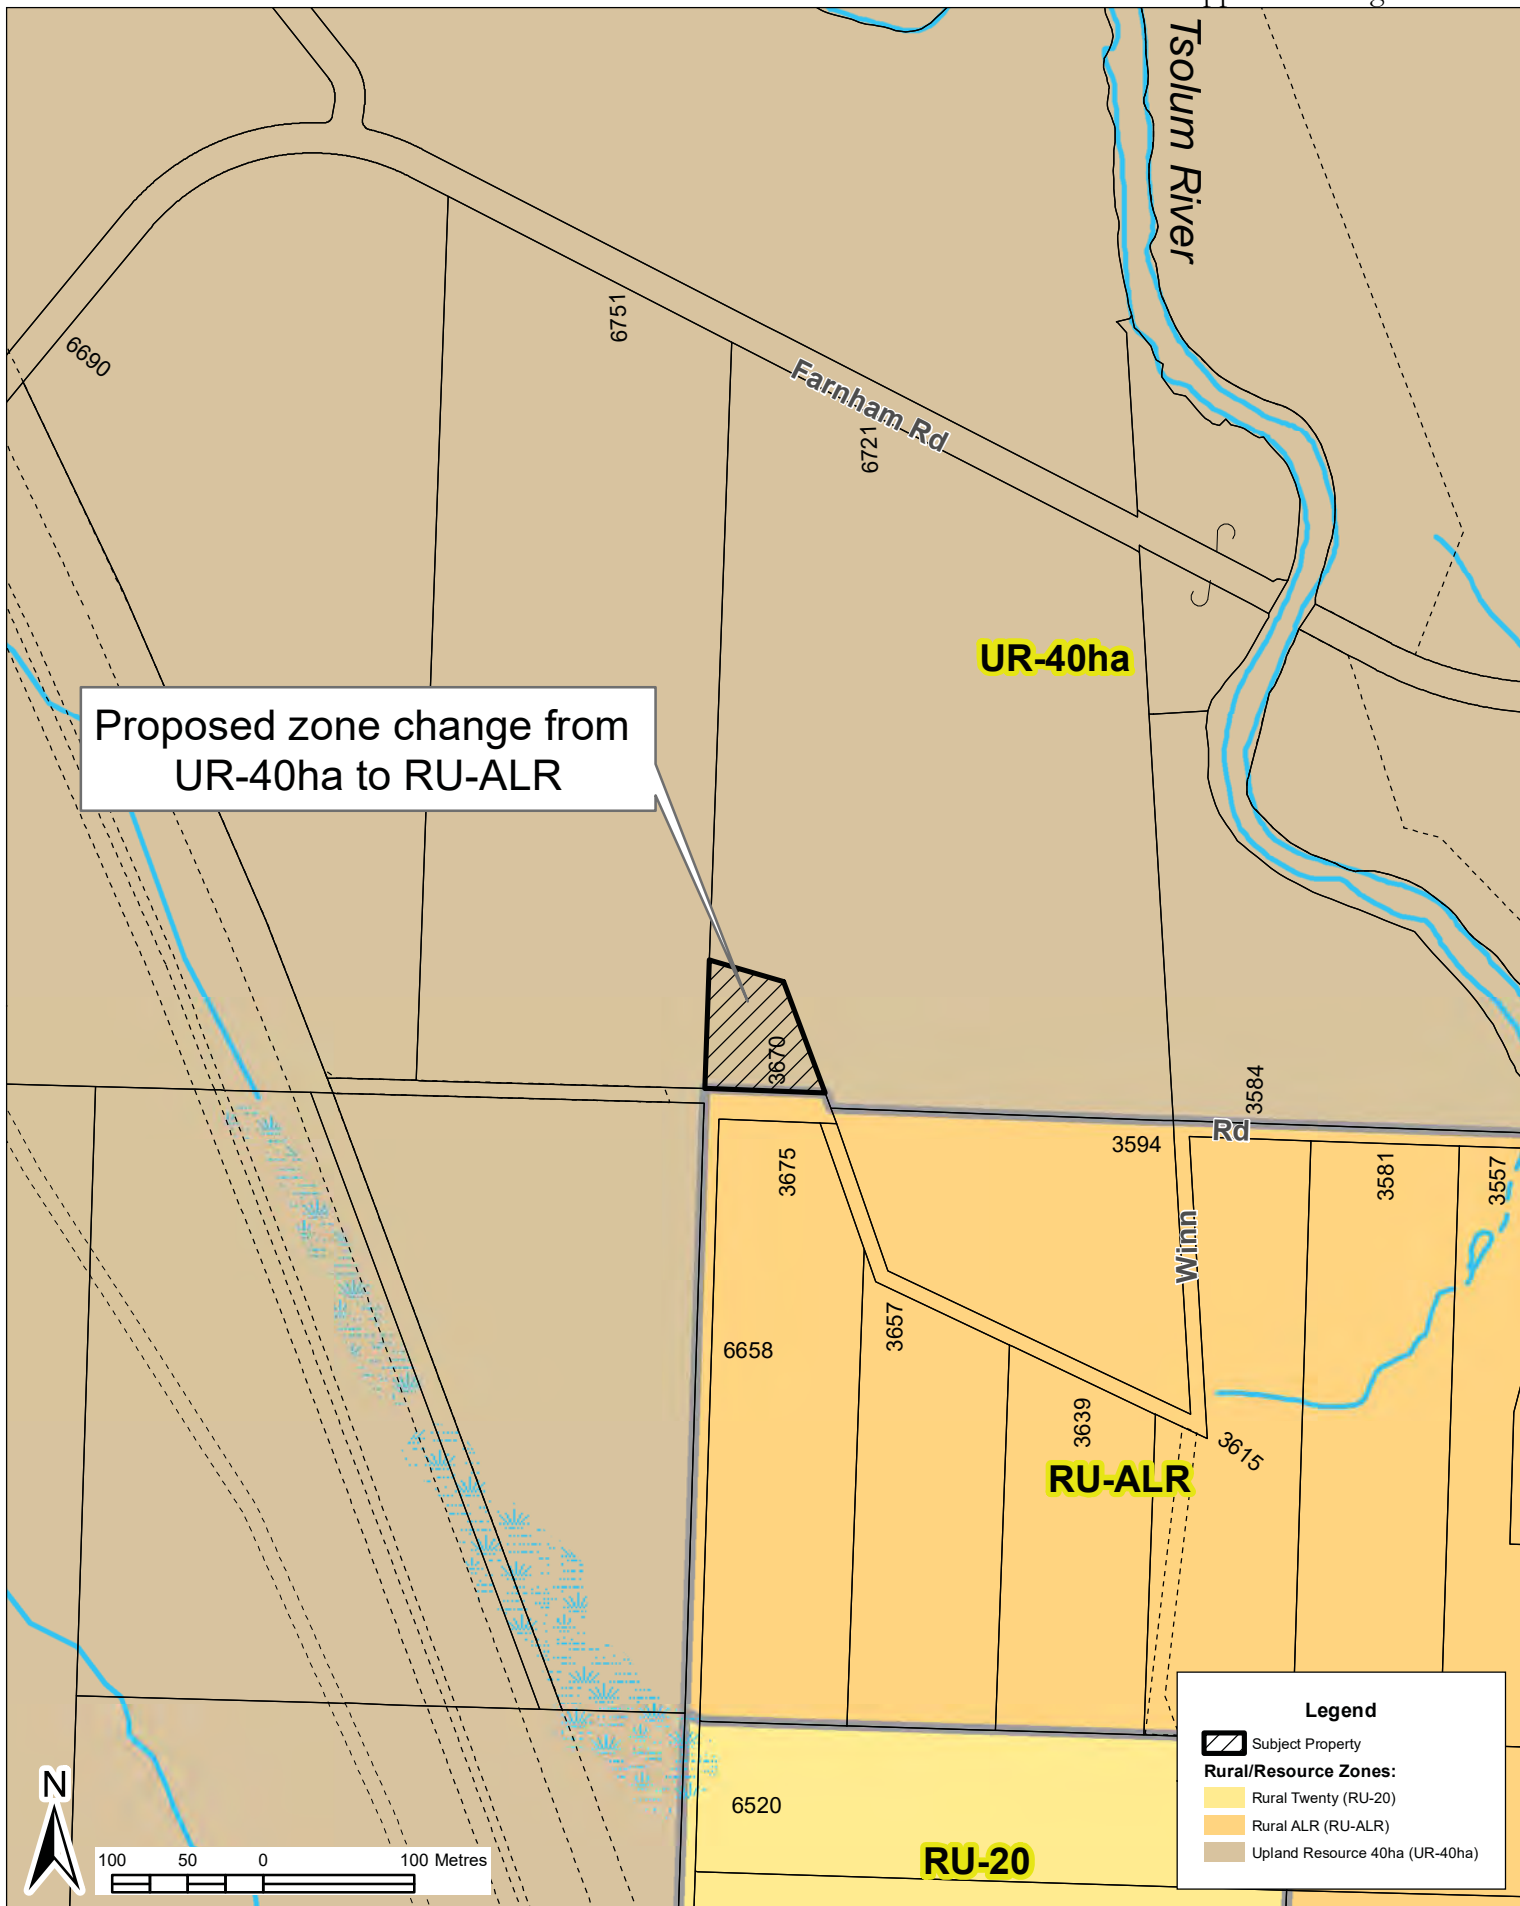 Tsolum River
6751
6690
Farnham Rd
6721
UR-40ha
Proposed zone change from
UR-40ha to RU-ALR
3670
3584
Rd
3594
3675
3581
3557
Winn
3657
6658
3639
3615
RU-ALR
Legend
Subject Property
Rural/Resource Zones:
Rural Twenty (RU-20)
Rural ALR (RU-ALR)
Upland Resource 40ha (UR-40ha)
N
6520
100 50 0 100 Metres
RU-20